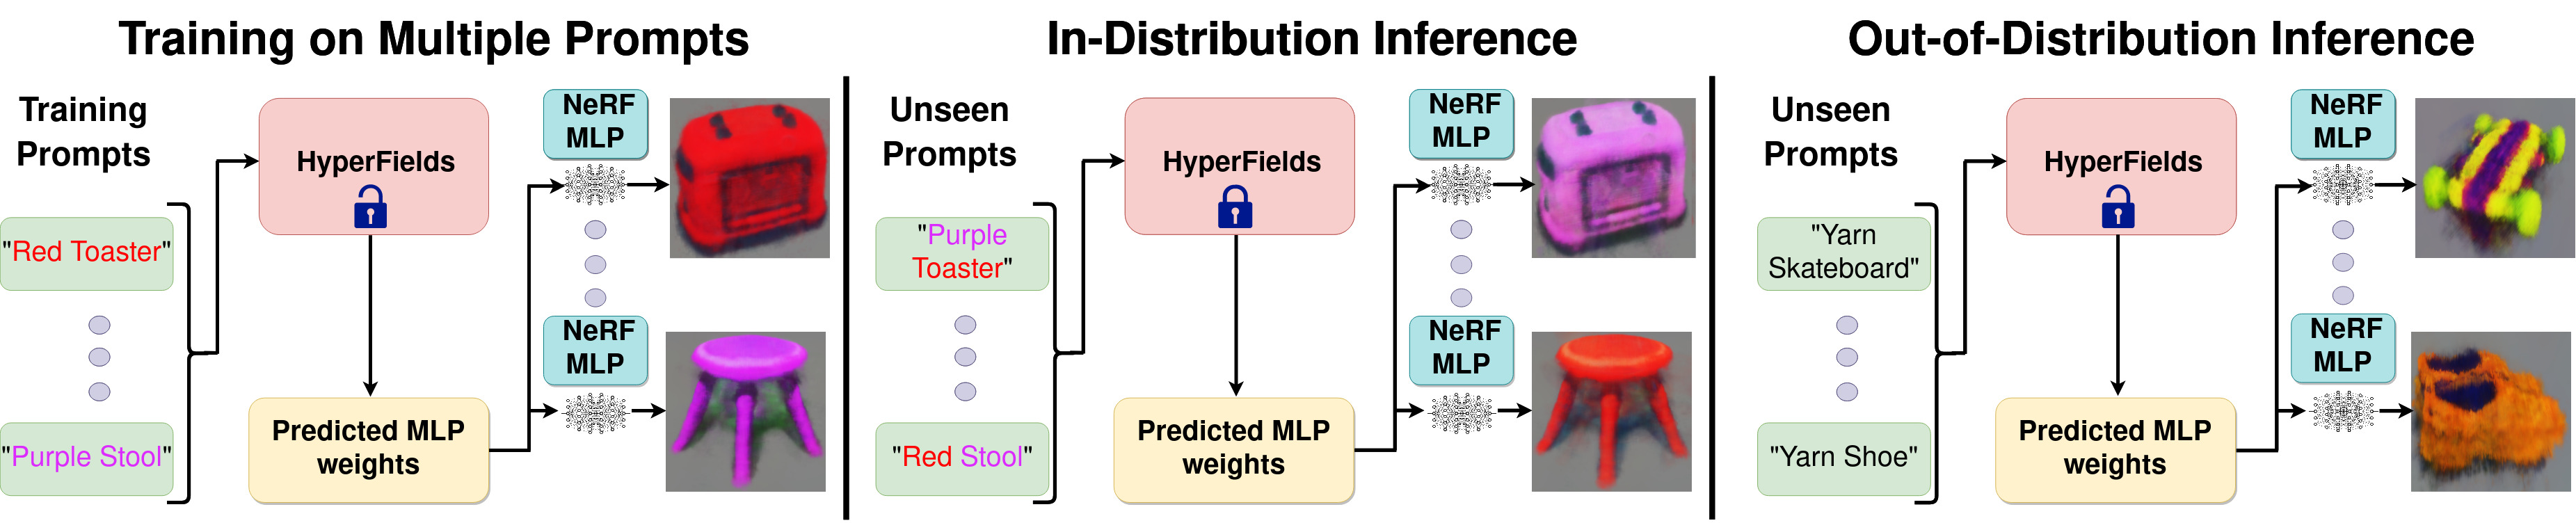 Training on Multiple Prompts
Training
Prompts
"Red Toaster"
"Purple Stool"
HyperFields
Predicted MLP
weights
NeRF
MLP
NeRF
MLP
In-Distribution Inference
Unseen
Prompts
"Purple
Toaster"
"Red Stool"
HyperFields
Predicted MLP
weights
NeRF
MLP
NeRF
MLP
Out-of-Distribution Inference
Unseen
Prompts
"Yarn
Skateboard"
"Yarn Shoe"
HyperFields
Predicted MLP
weights
NeRF
MLP
NeRF
MLP